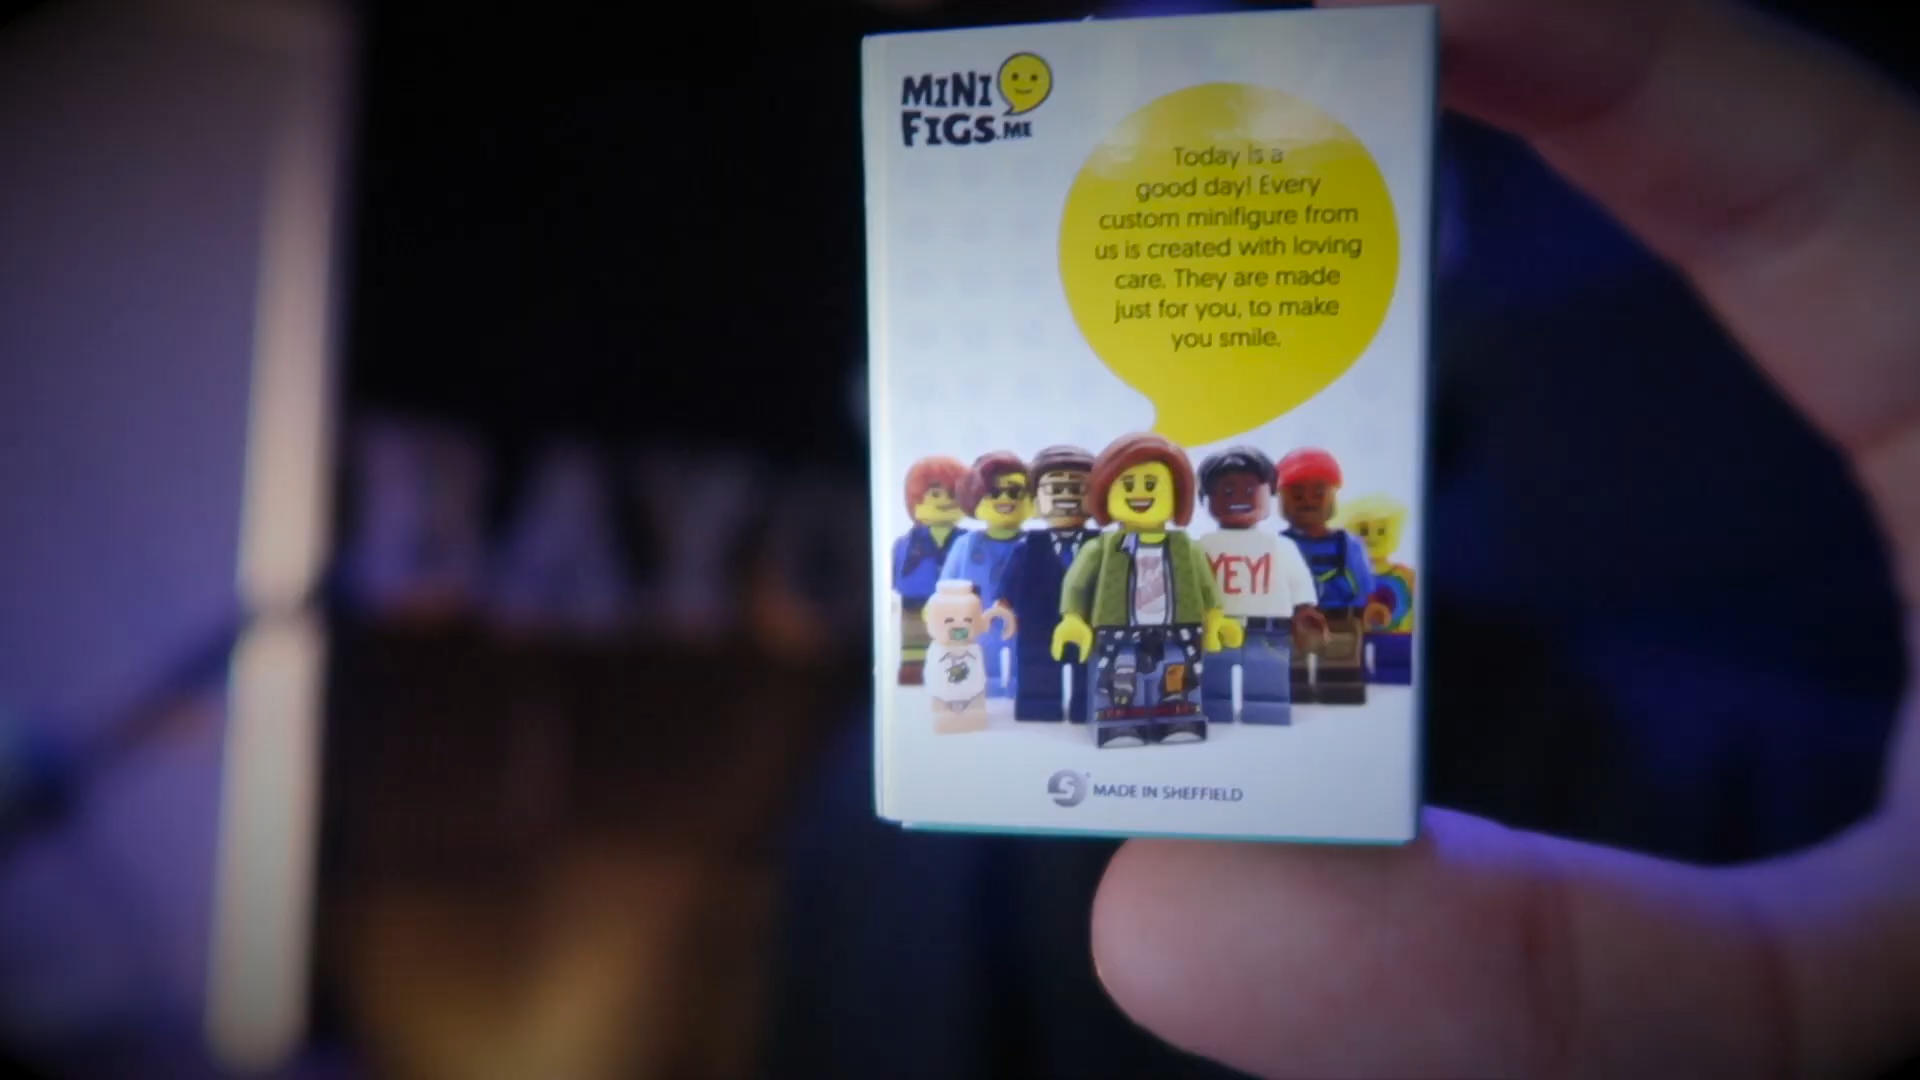 MINI
FIGS.ME
Today is a
good day! Every
custom minifigure from
us is created with loving
care. They are made
just for you, to make
you smile.
YEY!
S
MADE IN SHEFFIELD